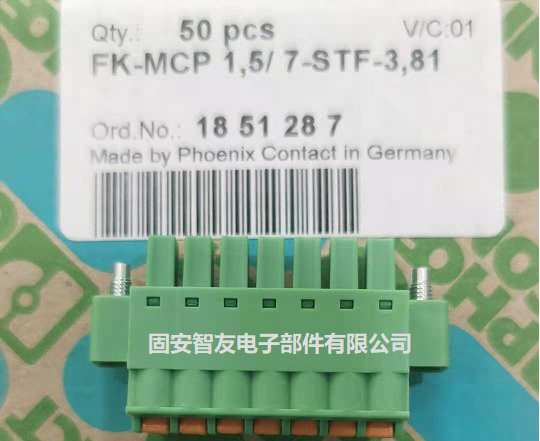 Qty.: 50 pcs V/C:01
FK-MCP 1,5/ 7-STF-3,81
Ord.No.: 18 51 28 7
Made by Phoenix Contact in Germany
固安智友电子部件有限公司